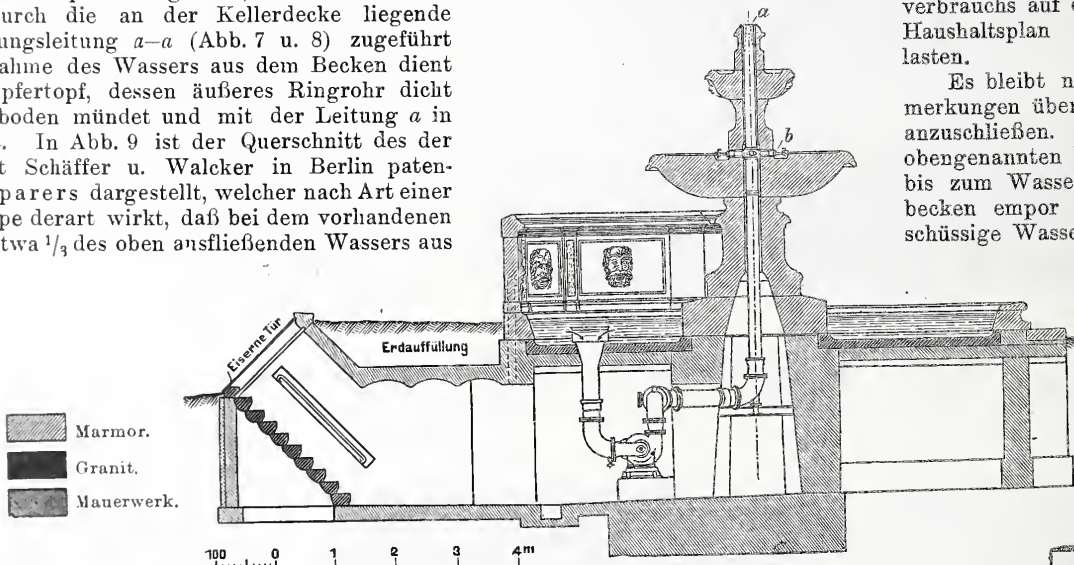 urch die an der Kellerdecke liegende
ungsleitung a–a (Abb. 7 u. 8) zugeführt
ahme des Wassers aus dem Becken dient
pfertopf, dessen äußeres Ringrohr dicht
boden mündet und mit der Leitung a in
. In Abb. 9 ist der Querschnitt des der
t Schäffer u. Walcker in Berlin paten-
parers dargestellt, welcher nach Art einer
pe derart wirkt, daß bei dem vorhandenen
twa 1/3 des oben ausfließenden Wassers aus
verbrauchs auf
Haushaltsplan
lasten.
Es bleibt n
merkungen über
anzuschließen.
obengenannten
bis zum Wasse
becken empor
schüssige Wasse
a
b
Eiserne Tür
Erdauffüllung
Marmor.
Granit.
Mauerwerk.
100 0 1 2 3 4m